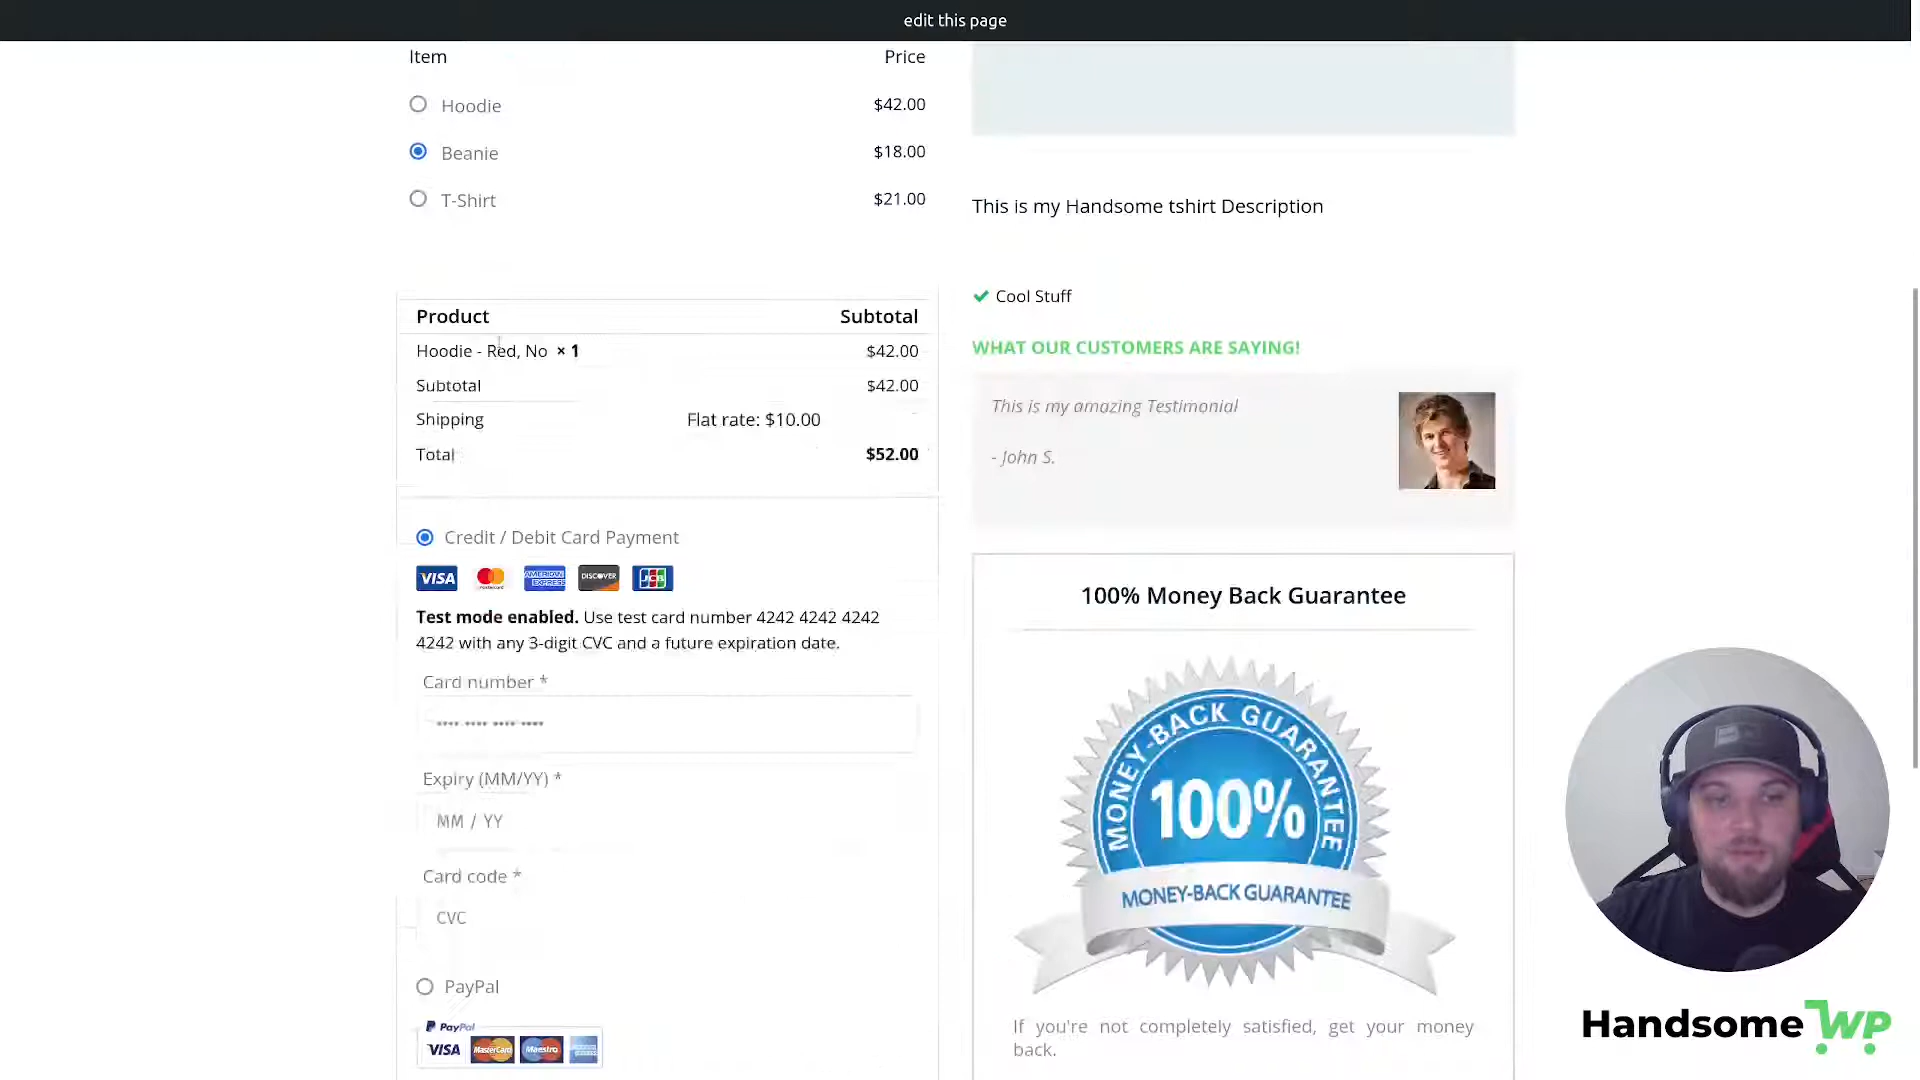 edit this page
Item Price
Hoodie $42.00
Beanie $18.00
T-Shirt $21.00
Product Subtotal
Hoodie - Red, No × 1 $42.00
Subtotal $42.00
Shipping Flat rate: $10.00
Total $52.00
Credit / Debit Card Payment
VISA mastercard AMERICAN EXPRESS DISCOVER JCB
Test mode enabled. Use test card number 4242 4242 4242
4242 with any 3-digit CVC and a future expiration date.
Card number *
•••• •••• •••• ••••
Expiry (MM/YY) *
MM / YY
Card code *
CVC
PayPal
PayPal
VISA MasterCard Maestro
This is my Handsome tshirt Description
Cool Stuff
WHAT OUR CUSTOMERS ARE SAYING!
This is my amazing Testimonial
- John S.
100% Money Back Guarantee
MONEY-BACK GUARANTEE
100%
MONEY-BACK GUARANTEE
If you're not completely satisfied, get your money
back.
Handsome WP